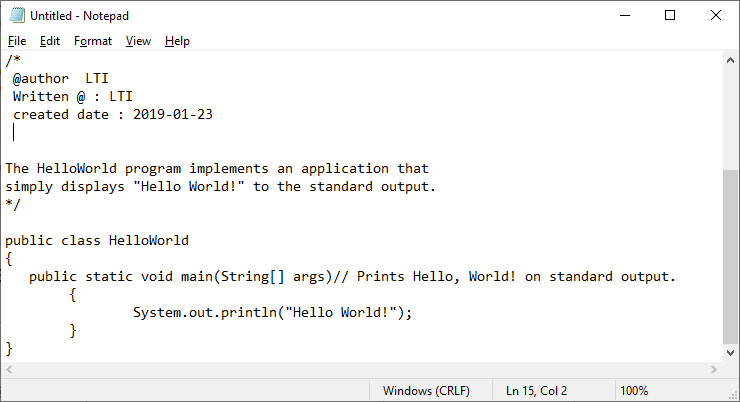 Untitled - Notepad
File Edit Format View Help
/*
@author  LTI
Written @ : LTI
created date : 2019-01-23
The HelloWorld program implements an application that
simply displays "Hello World!" to the standard output.
*/
public class HelloWorld
{
public static void main(String[] args)// Prints Hello, World! on standard output.
{
System.out.println("Hello World!");
}
}
Windows (CRLF) Ln 15, Col 2 100%